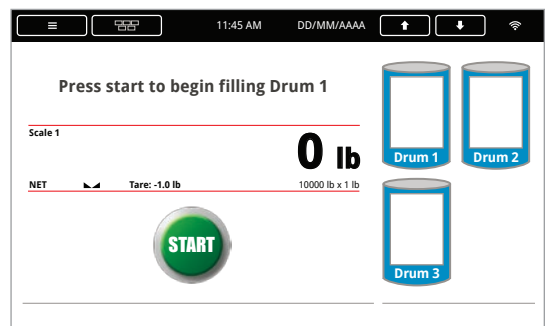 11:45 AM DD/MM/AAAA
Press start to begin filling Drum 1
Scale 1
0 lb
NET Tare: -1.0 lb 10000 lb x 1 lb
START
Drum 1 Drum 2
Drum 3